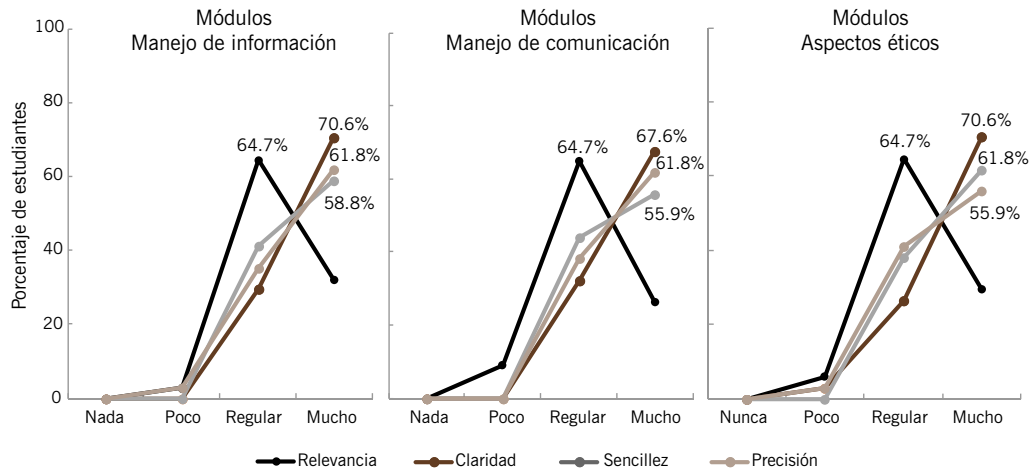 Módulos
Manejo de información
Módulos
Manejo de comunicación
Módulos
Aspectos éticos
Porcentaje de estudiantes
100
80
60
40
20
0
64.7%
70.6%
61.8%
58.8%
64.7%
67.6%
61.8%
55.9%
64.7%
70.6%
61.8%
55.9%
Nada Poco Regular Mucho
Nada Poco Regular Mucho
Nunca Poco Regular Mucho
Relevancia Claridad Sencillez Precisión